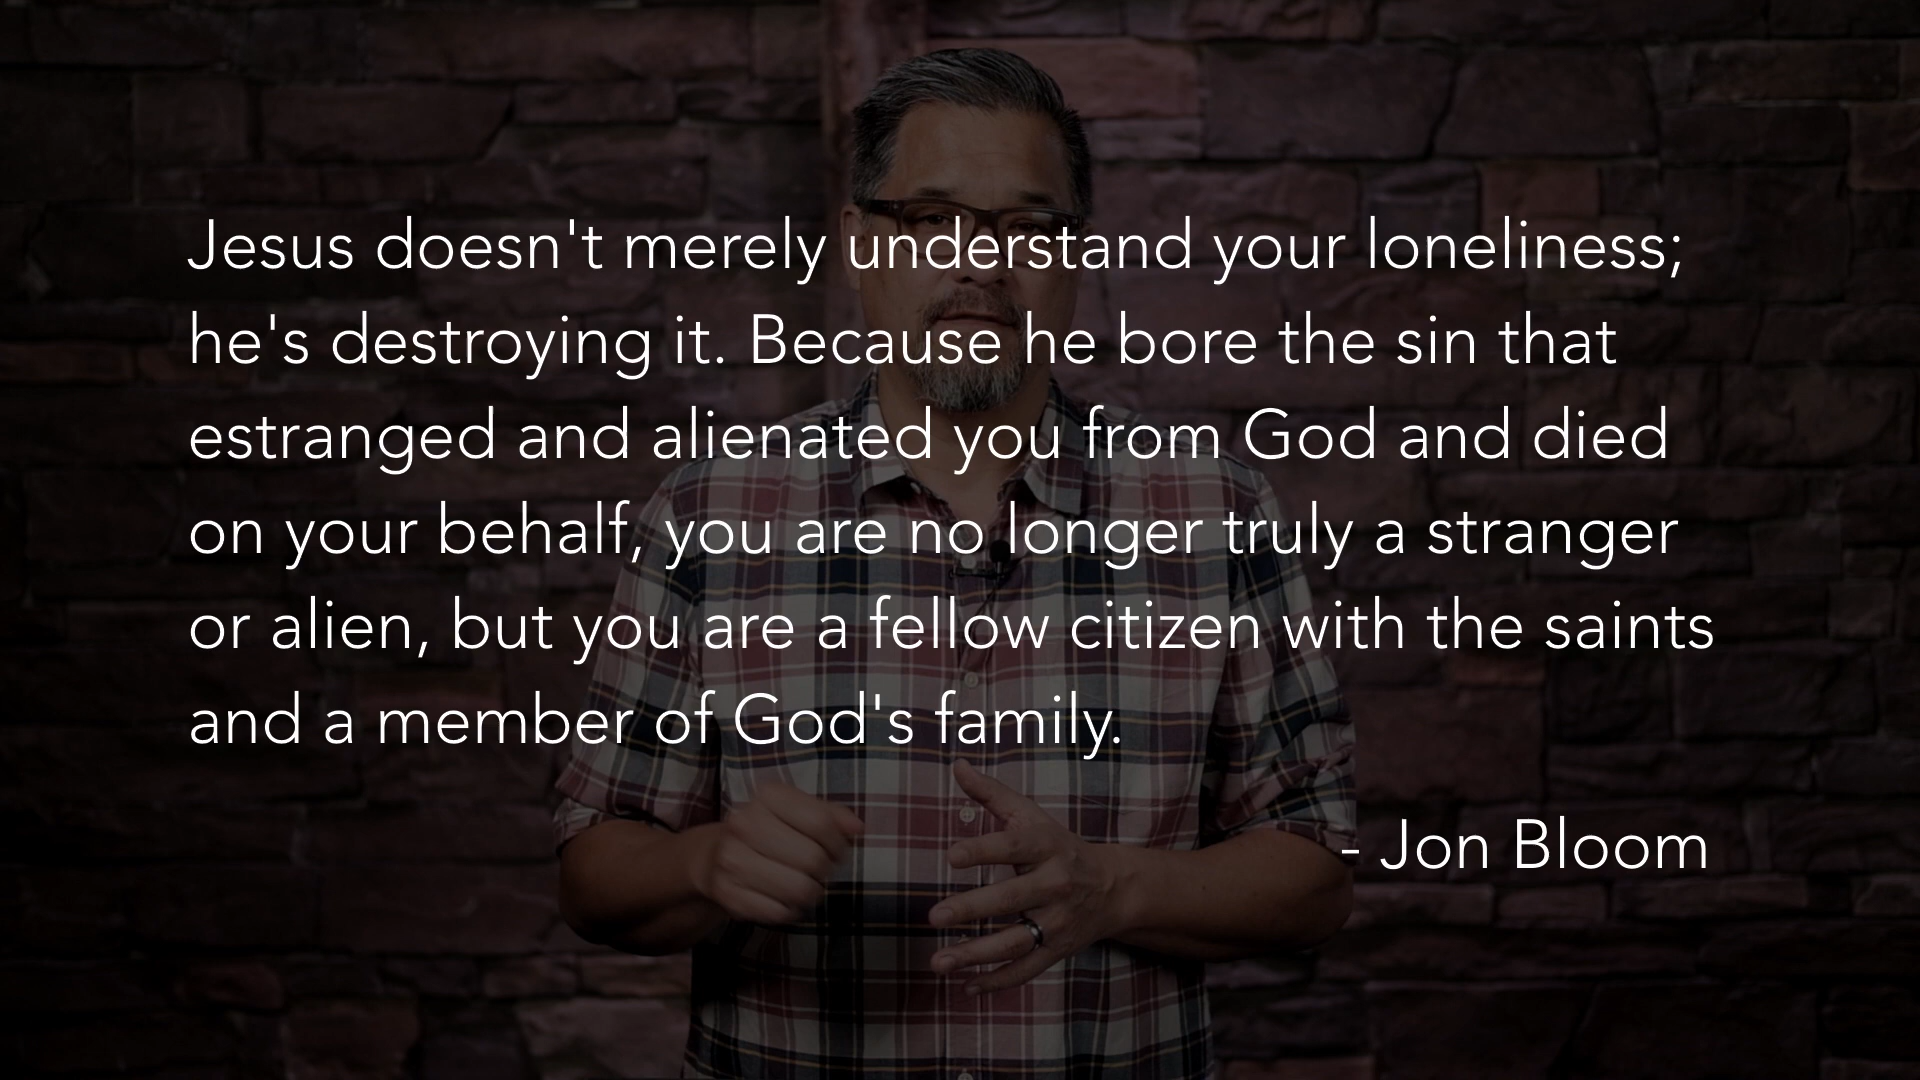 Jesus doesn't merely understand your loneliness;
he's destroying it. Because he bore the sin that
estranged and alienated you from God and died
on your behalf, you are no longer truly a stranger
or alien, but you are a fellow citizen with the saints
and a member of God's family.
- Jon Bloom